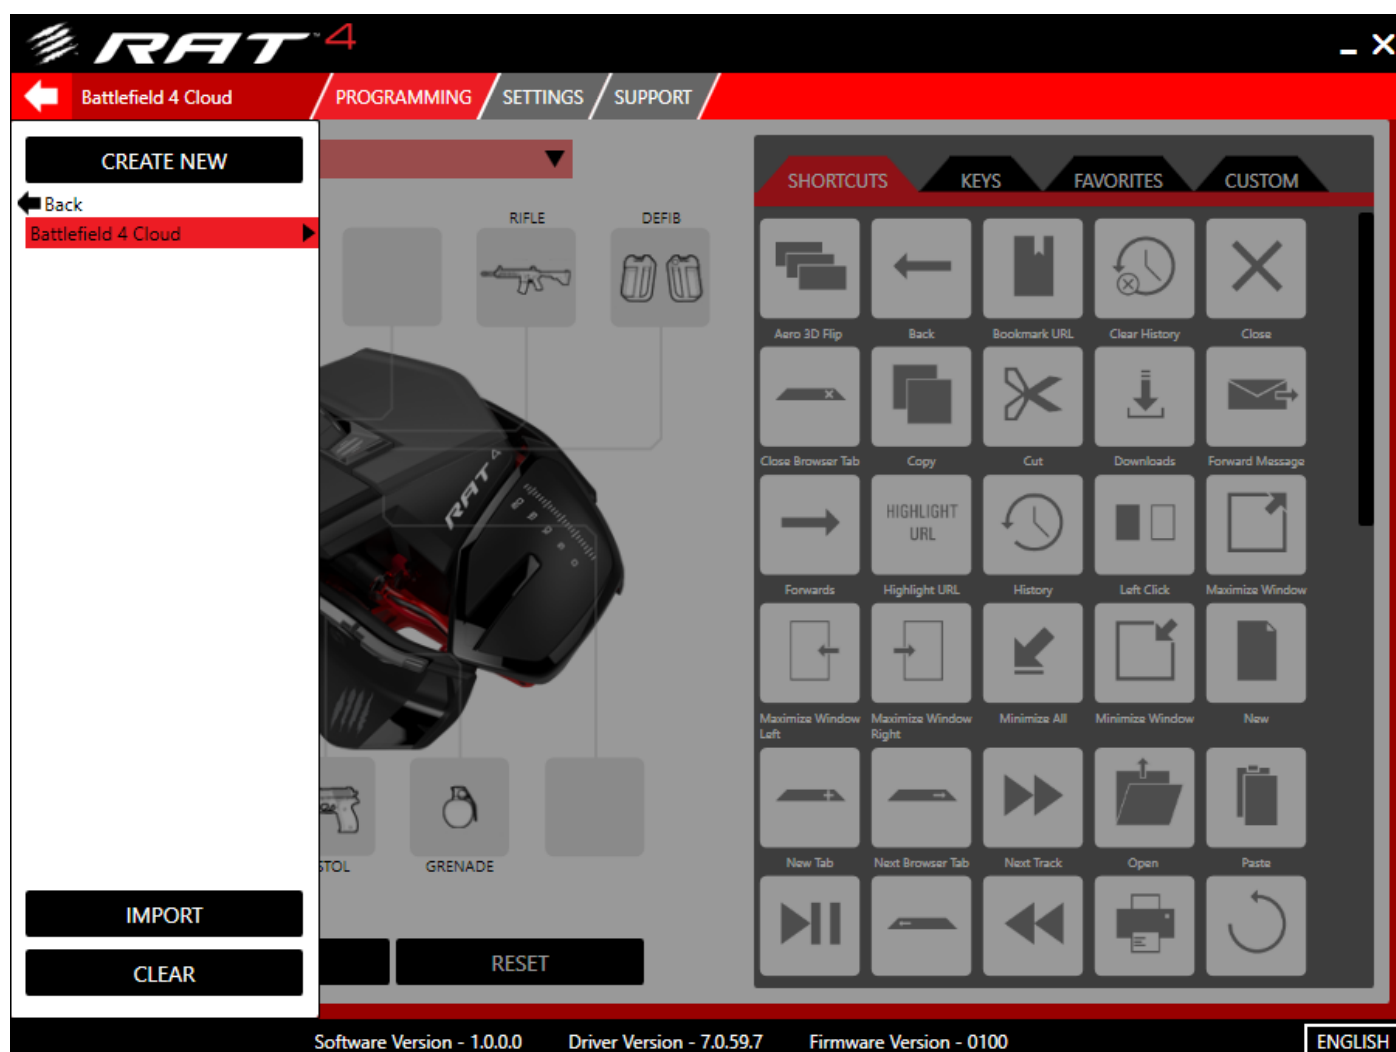 RAT™4
Battlefield 4 Cloud
PROGRAMMING
SETTINGS
SUPPORT
CREATE NEW
Back
Battlefield 4 Cloud
IMPORT
CLEAR
RIFLE
DEFIB
RAT 4
STOL
GRENADE
RESET
SHORTCUTS
KEYS
FAVORITES
CUSTOM
Aero 3D Flip
Back
Bookmark URL
Clear History
Close
Close Browser Tab
Copy
Cut
Downloads
Forward Message
HIGHLIGHT
URL
Forwards
Highlight URL
History
Left Click
Maximize Window
Maximize Window
Left
Maximize Window
Right
Minimize All
Minimize Window
New
New Tab
Next Browser Tab
Next Track
Open
Paste
Software Version - 1.0.0.0
Driver Version - 7.0.59.7
Firmware Version - 0100
ENGLISH